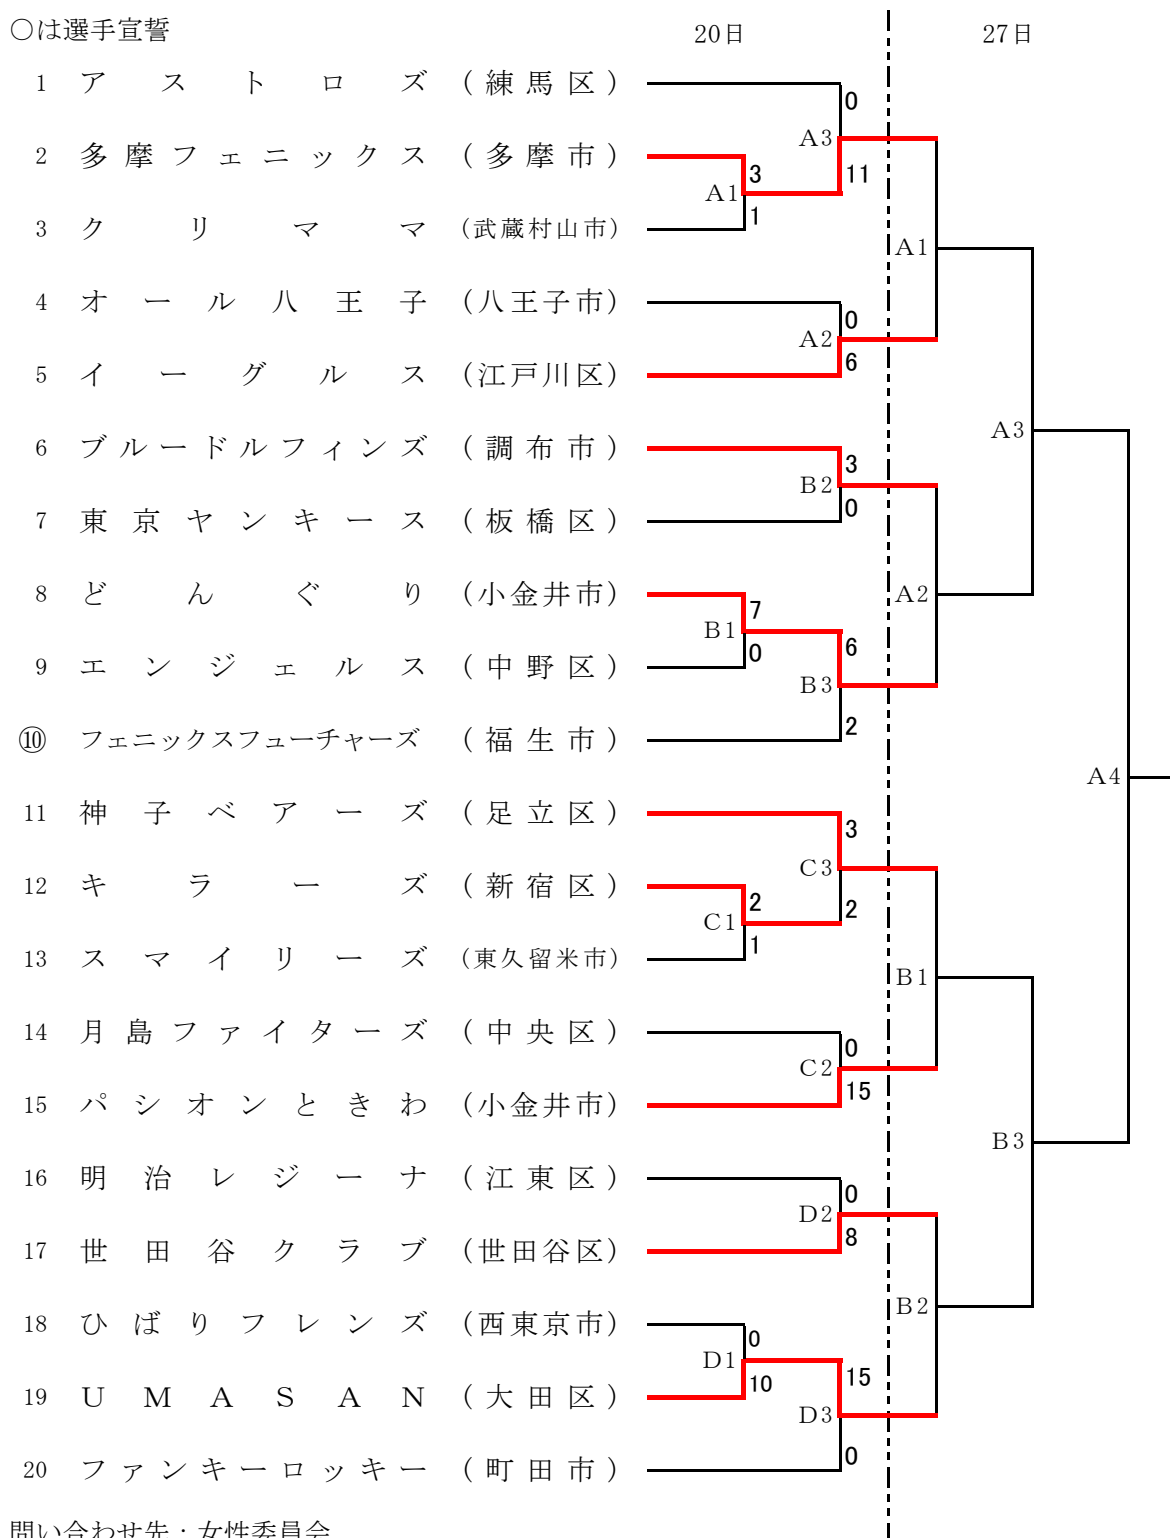 ○は選手宣誓 20日 27日
1 アストロズ (練馬区)
0
A3
2 多摩フェニックス (多摩市)
3 11
A1
1
3 クリママ (武蔵村山市)
A1
4 オール八王子 (八王子市)
0
A2
6
5 イーグルス (江戸川区)
A3
6 ブルードルフィンズ (調布市)
3
B2
0
7 東京ヤンキース (板橋区)
8 どんぐり (小金井市)
A2
7
B1
6
0
9 エンジェルス (中野区)
B3
2
⑩ フェニックスフューチャーズ (福生市)
A4
11 神子ベアーズ (足立区)
3
C3
12 キラーズ (新宿区)
2 2
C1
1
13 スマイリーズ (東久留米市)
B1
14 月島ファイターズ (中央区)
0
C2
15
15 パシオンときわ (小金井市)
B3
16 明治レジーナ (江東区)
0
D2
8
17 世田谷クラブ (世田谷区)
B2
18 ひばりフレンズ (西東京市)
0
D1
10 15
19 UMASAN (大田区)
D3
0
20 ファンキーロッキー (町田市)
問い合わせ先：女性委員会